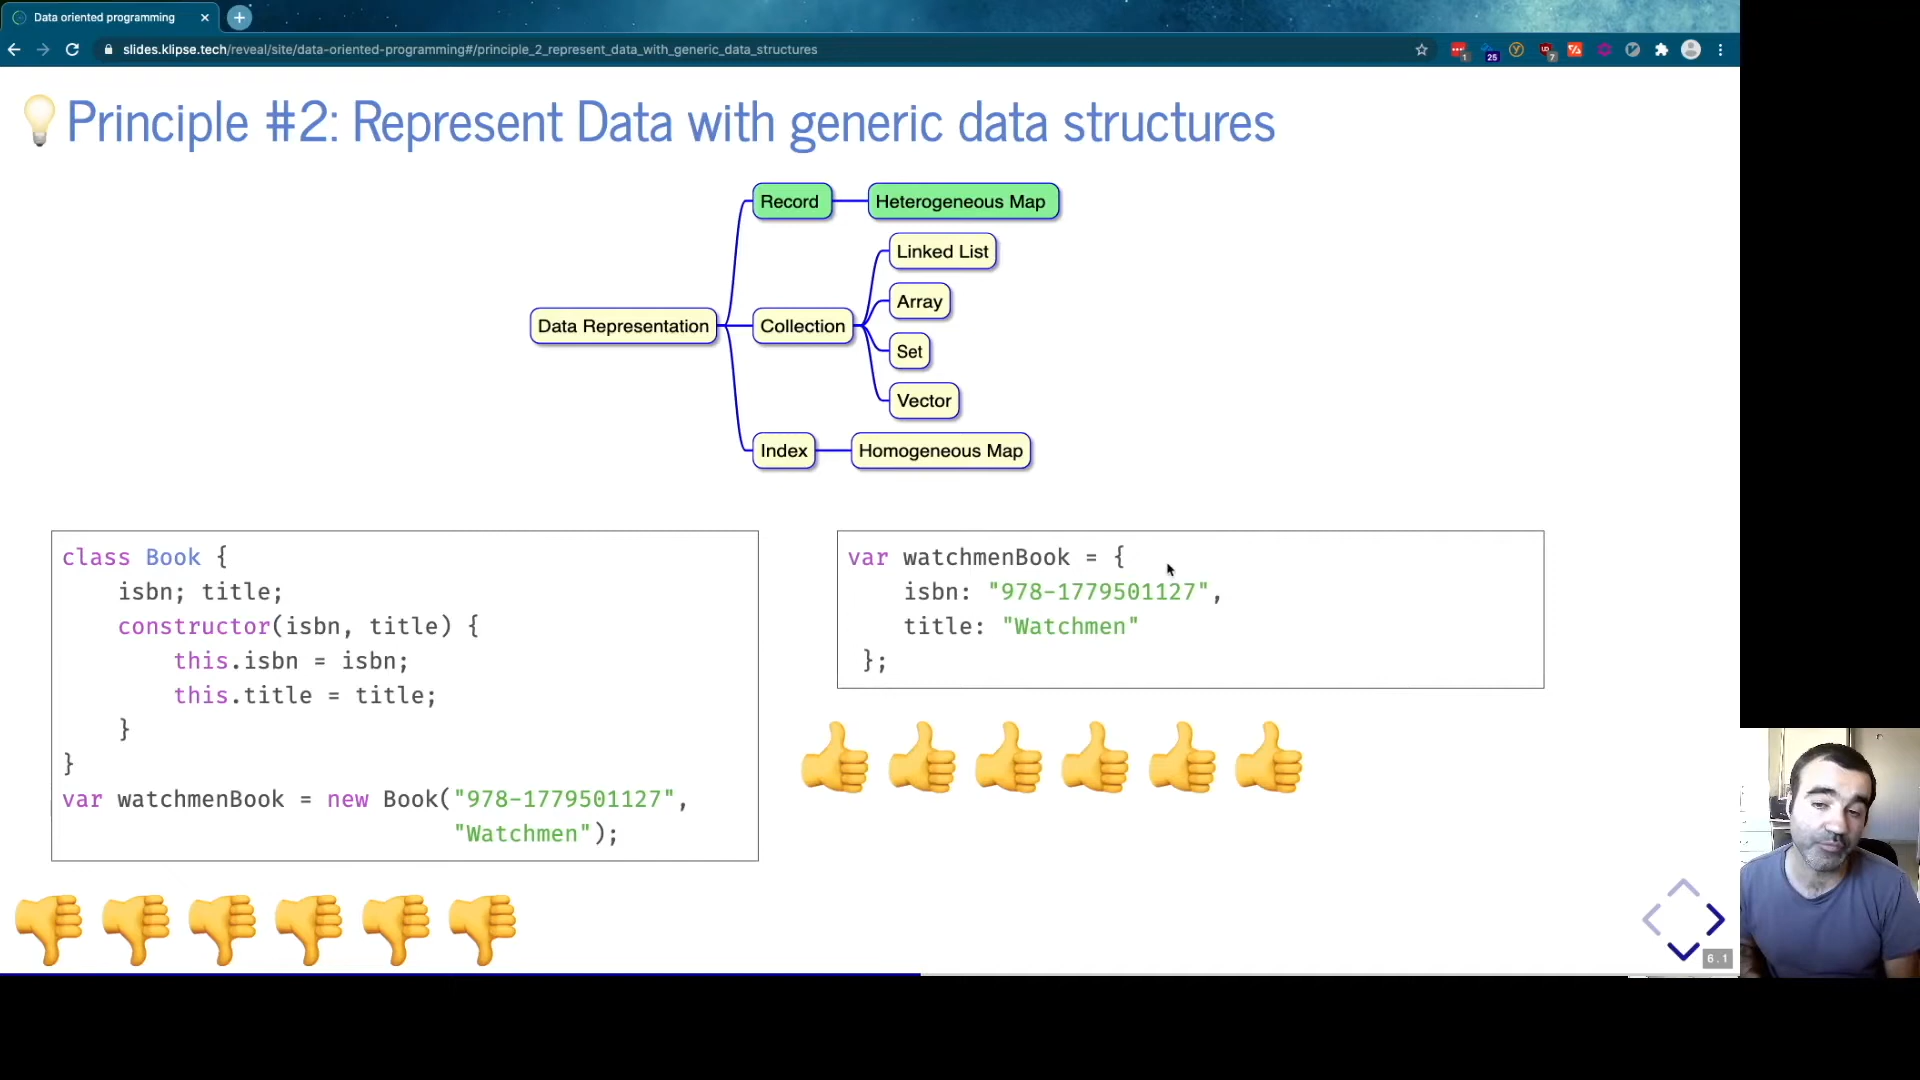 Data oriented programming
slides.klipse.tech/reveal/site/data-oriented-programming#/principle_2_represent_data_with_generic_data_structures
1
25
7
Principle #2: Represent Data with generic data structures
Record
Heterogeneous Map
Linked List
Array
Data Representation
Collection
Set
Vector
Index
Homogeneous Map
class Book {
isbn; title;
constructor(isbn, title) {
this.isbn = isbn;
this.title = title;
}
}
var watchmenBook = new Book("978-1779501127",
"Watchmen");
var watchmenBook = {
isbn: "978-1779501127",
title: "Watchmen"
};
6.1